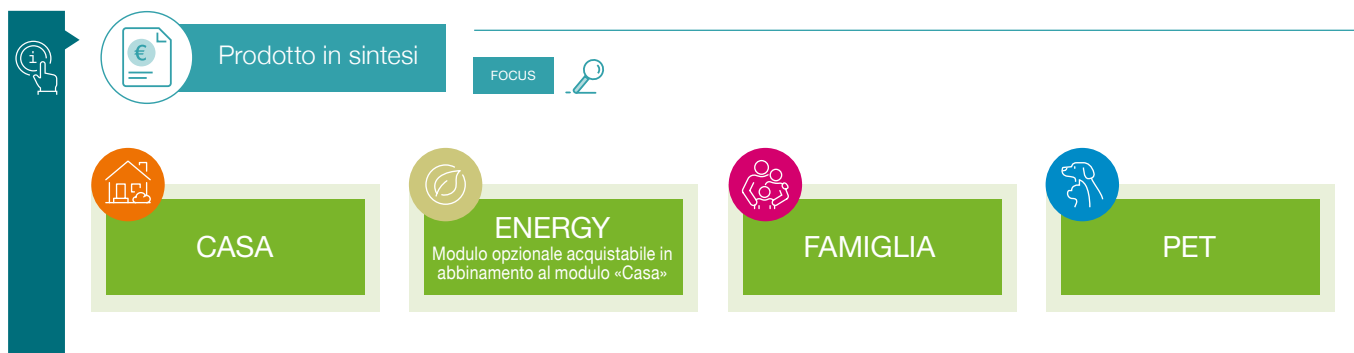 Prodotto in sintesi
FOCUS
CASA
ENERGY
Modulo opzionale acquistabile in
abbinamento al modulo «Casa»
FAMIGLIA
PET